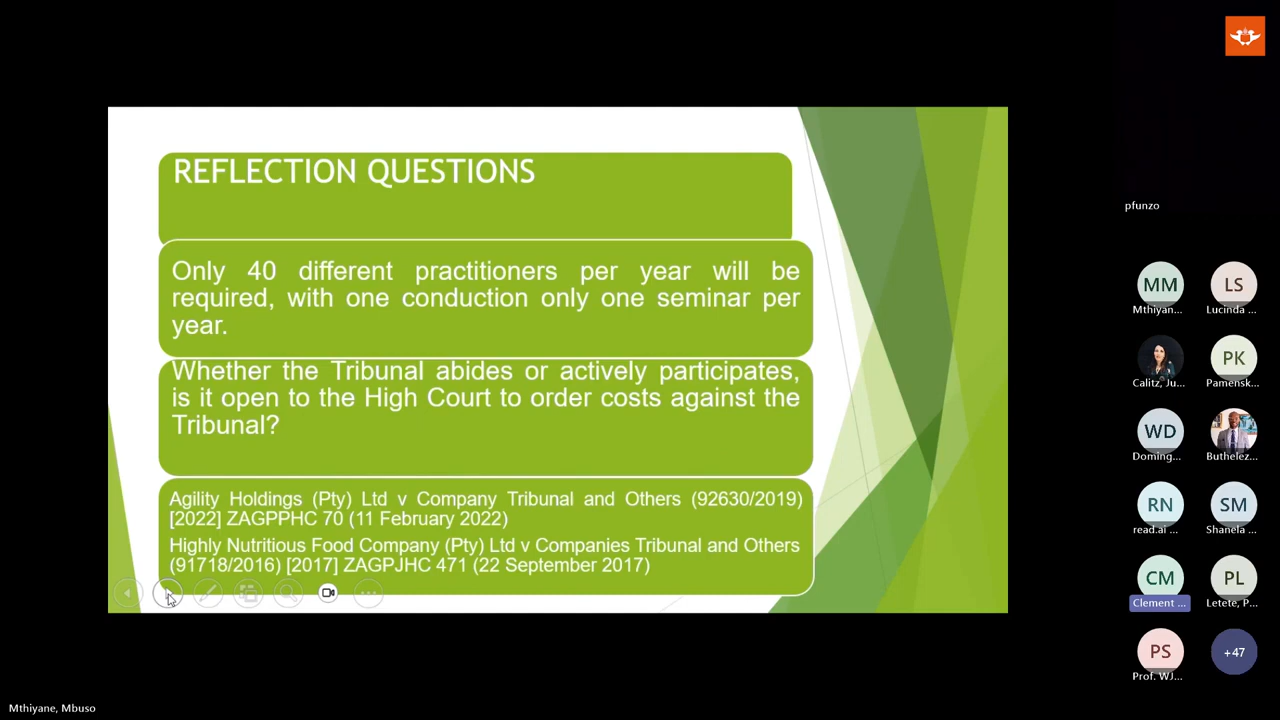 REFLECTION QUESTIONS
Only 40 different practitioners per year will be
required, with one conduction only one seminar per
year.
Whether the Tribunal abides or actively participates,
is it open to the High Court to order costs against the
Tribunal?
Agility Holdings (Pty) Ltd v Company Tribunal and Others (92630/2019)
[2022] ZAGPPHC 70 (11 February 2022)
Highly Nutritious Food Company (Pty) Ltd v Companies Tribunal and Others
(91718/2016) [2017] ZAGPJHC 471 (22 September 2017)
pfunzo
MM
LS
Mthiyan...
Lucinda ...
PK
Calitz, Ju...
Pamensk...
WD
Doming...
Buthelez...
RN
SM
read.ai ...
Shanela ...
CM
PL
Clement ...
Letete, P...
PS
+47
Prof. WJ...
Mthiyane, Mbuso